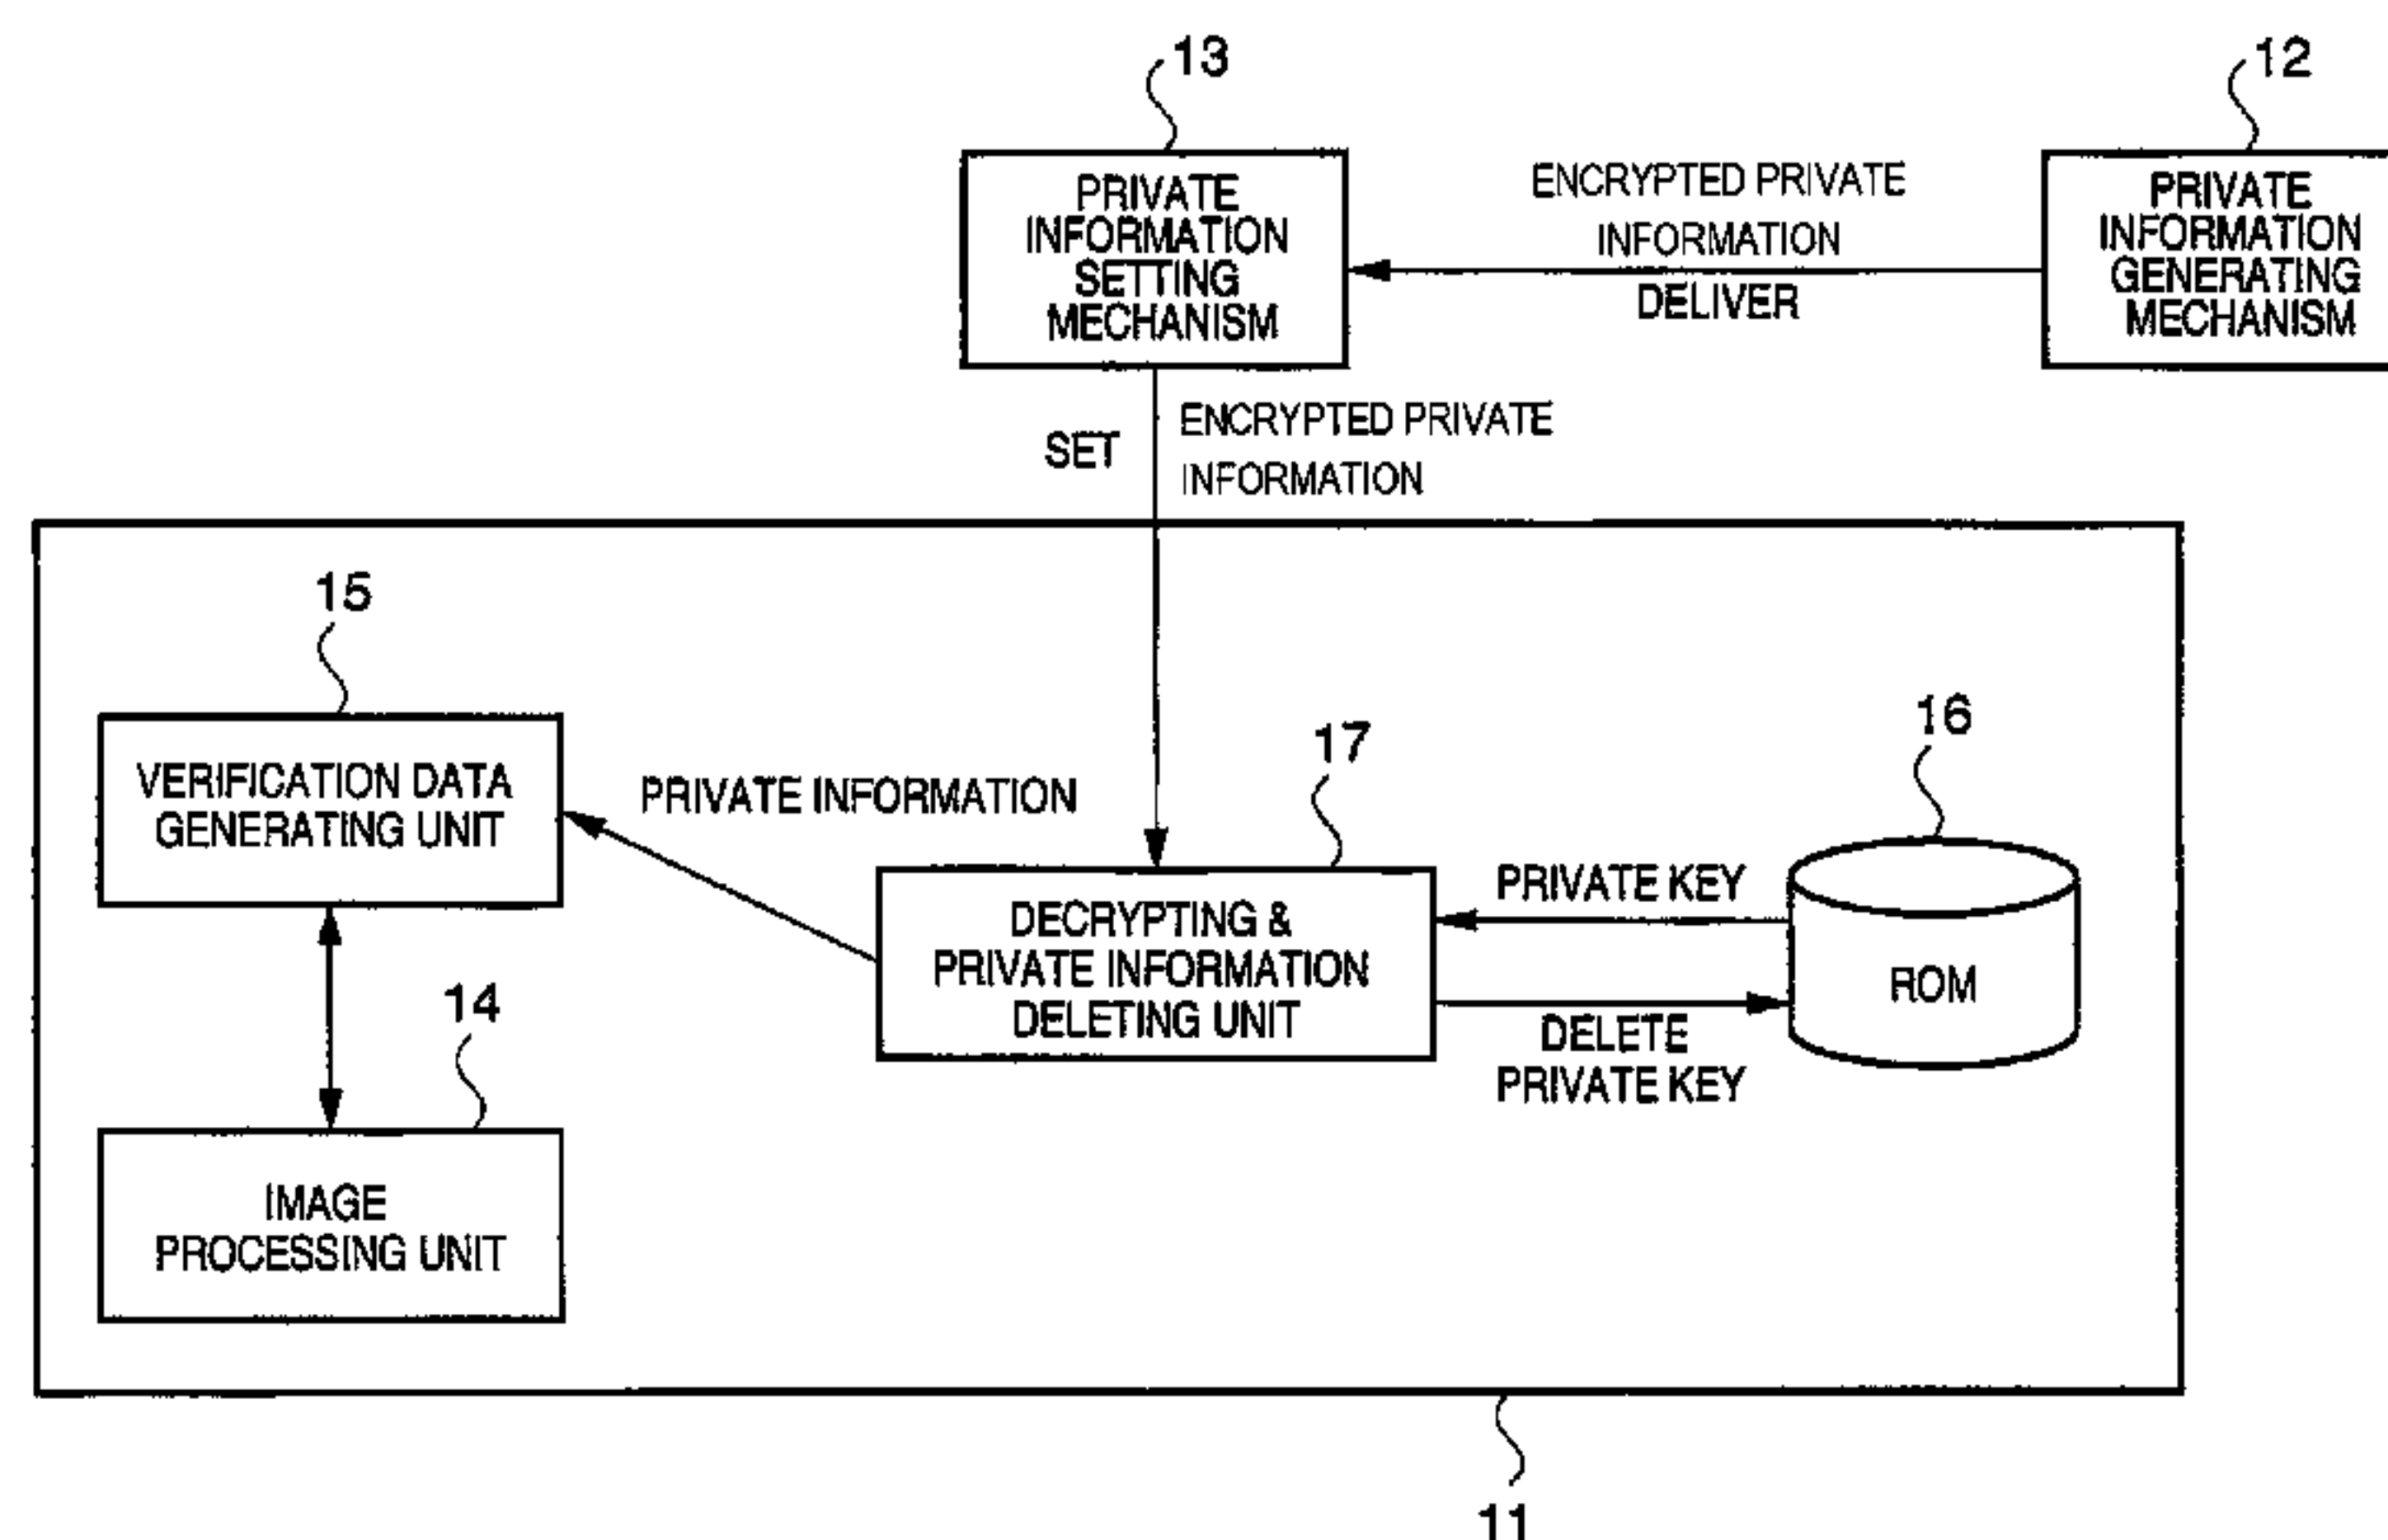 13
12
PRIVATE
INFORMATION
SETTING
MECHANISM
ENCRYPTED PRIVATE
INFORMATION
DELIVER
PRIVATE
INFORMATION
GENERATING
MECHANISM
SET
ENCRYPTED PRIVATE
INFORMATION
15
VERIFICATION DATA
GENERATING UNIT
PRIVATE INFORMATION
17
16
DECRYPTING &
PRIVATE INFORMATION
DELETING UNIT
PRIVATE KEY
ROM
DELETE
PRIVATE KEY
14
IMAGE
PROCESSING UNIT
11